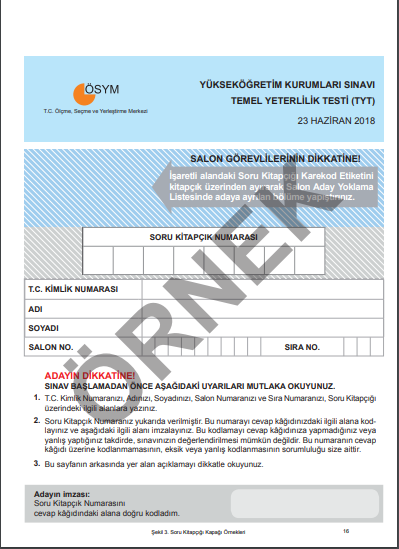 ÖSYM
T.C. Ölçme, Seçme ve Yerleştirme Merkezi
YÜKSEKÖĞRETİM KURUMLARI SINAVI
TEMEL YETERLİLİK TESTİ (TYT)
23 HAZİRAN 2018
SALON GÖREVLİLERİNİN DİKKATİNE!
İşaretli alandaki Soru Kitapçığı Karekod Etiketini
kitapçık üzerinden ayırarak Salon Aday Yoklama
Listesinde adaya ayrılan bölüme yapıştırınız.
SORU KİTAPÇIK NUMARASI
T.C. KİMLİK NUMARASI
ADI
SOYADI
SALON NO.
SIRA NO.
ÖRNEK
ADAYIN DİKKATİNE!
SINAV BAŞLAMADAN ÖNCE AŞAĞIDAKİ UYARILARI MUTLAKA OKUYUNUZ.
1. T.C. Kimlik Numaranızı, Adınızı, Soyadınızı, Salon Numaranızı ve Sıra Numaranızı, Soru Kitapçığı
üzerindeki ilgili alanlara yazınız.
2. Soru Kitapçık Numaranız yukarıda verilmiştir. Bu numarayı cevap kâğıdınızdaki ilgili alana kod-
layınız ve aşağıdaki ilgili alanı imzalayınız. Bu kodlamayı cevap kâğıdınıza yapmadığınız veya
yanlış yaptığınız takdirde, sınavınızın değerlendirilmesi mümkün değildir. Bu numaranın cevap
kâğıdı üzerine kodlanmamasının, eksik veya yanlış kodlanmasının sorumluluğu size aittir.
3. Bu sayfanın arkasında yer alan açıklamayı dikkatle okuyunuz.
Adayın imzası:
Soru Kitapçık Numarasını
cevap kâğıdındaki alana doğru kodladım.
Şekil 3. Soru Kitapçığı Kapağı Örnekleri
16